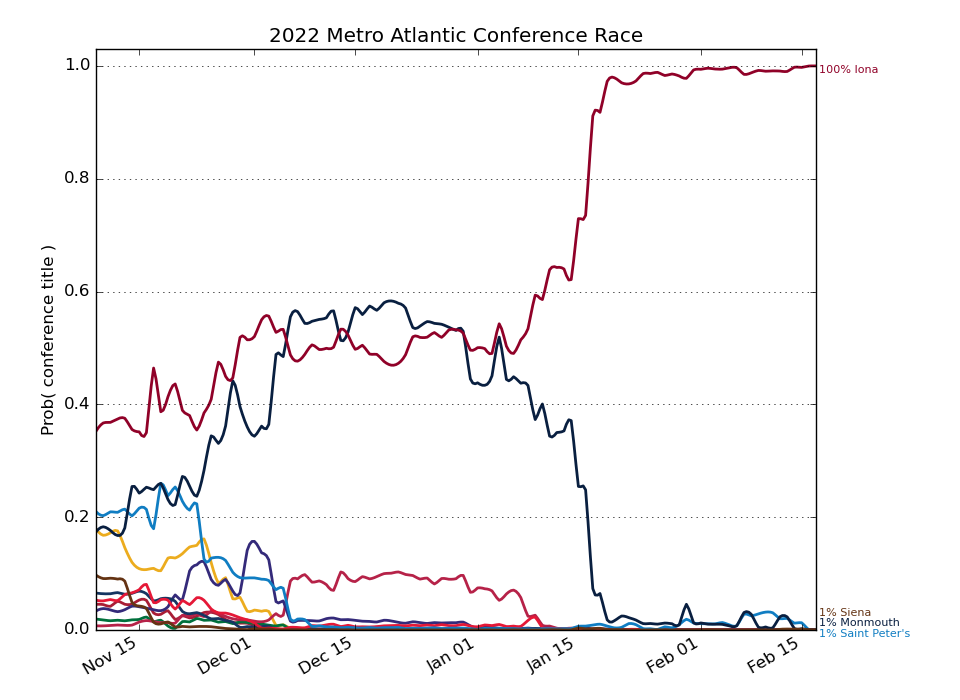 2022 Metro Atlantic Conference Race
Prob( conference title )
1.0
0.8
0.6
0.4
0.2
0.0
Nov 15
Dec 01
Dec 15
Jan 01
Jan 15
Feb 01
Feb 15
100% Iona
1% Siena
1% Monmouth
1% Saint Peter's